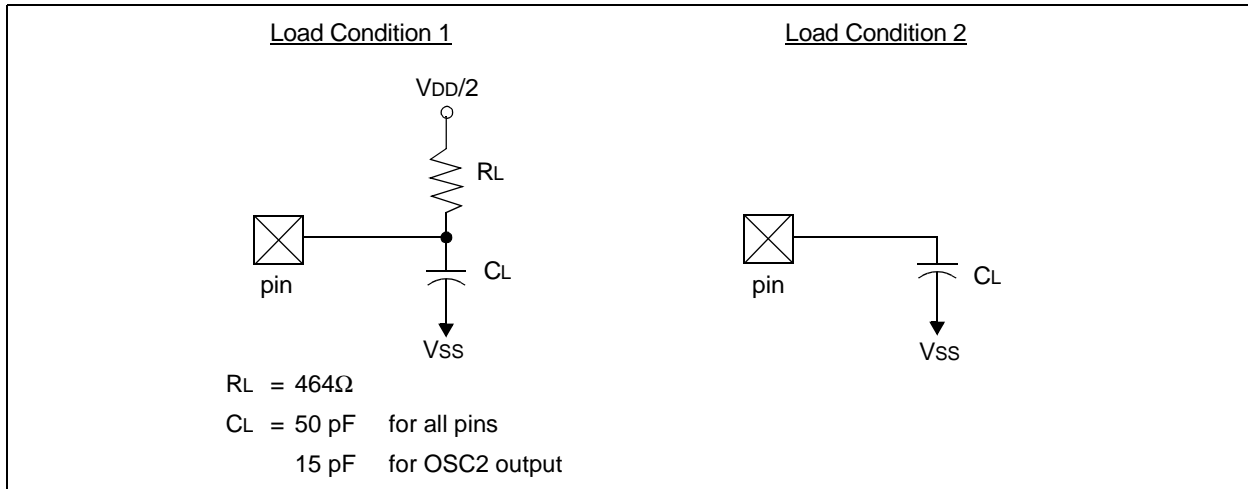 Load Condition 1
VDD/2
RL
CL
pin
VSS
RL = 464Ω
CL = 50 pF for all pins
15 pF for OSC2 output
Load Condition 2
pin
CL
VSS